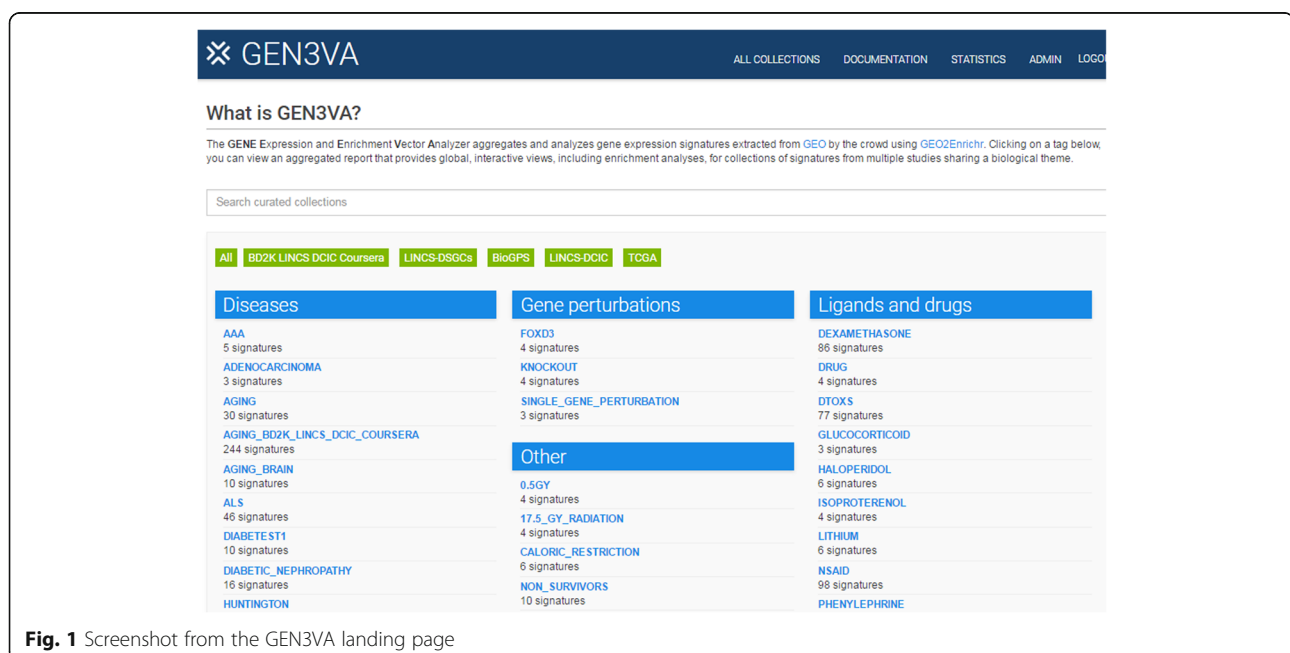 GEN3VA
ALL COLLECTIONS DOCUMENTATION STATISTICS ADMIN LOGOU
What is GEN3VA?
The GENE Expression and Enrichment Vector Analyzer aggregates and analyzes gene expression signatures extracted from GEO by the crowd using GEO2Enrichr. Clicking on a tag below,
you can view an aggregated report that provides global, interactive views, including enrichment analyses, for collections of signatures from multiple studies sharing a biological theme.
Search curated collections
All BD2K LINCS DCIC Coursera LINCS-DSGCs BioGPS LINCS-DCIC TCGA
Diseases
AAA
5 signatures
ADENOCARCINOMA
3 signatures
AGING
30 signatures
AGING_BD2K_LINCS_DCIC_COURSERA
244 signatures
AGING_BRAIN
10 signatures
ALS
46 signatures
DIABETEST1
10 signatures
DIABETIC_NEPHROPATHY
16 signatures
HUNTINGTON
Gene perturbations
FOXD3
4 signatures
KNOCKOUT
4 signatures
SINGLE_GENE_PERTURBATION
3 signatures
Other
0.5GY
4 signatures
17.5_GY_RADIATION
4 signatures
CALORIC_RESTRICTION
6 signatures
NON_SURVIVORS
10 signatures
Ligands and drugs
DEXAMETHASONE
86 signatures
DRUG
4 signatures
DTOXS
77 signatures
GLUCOCORTICOID
3 signatures
HALOPERIDOL
6 signatures
ISOPROTERENOL
4 signatures
LITHIUM
6 signatures
NSAID
98 signatures
PHENYLEPHRINE
Fig. 1 Screenshot from the GEN3VA landing page